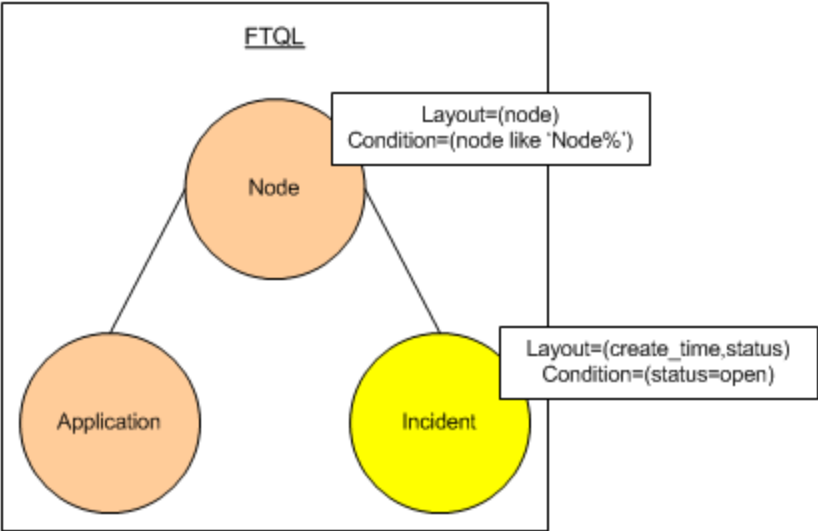 FTQL
Layout=(node)
Condition=(node like ‘Node%’)
Node
Layout=(create_time,status)
Condition=(status=open)
Application
Incident